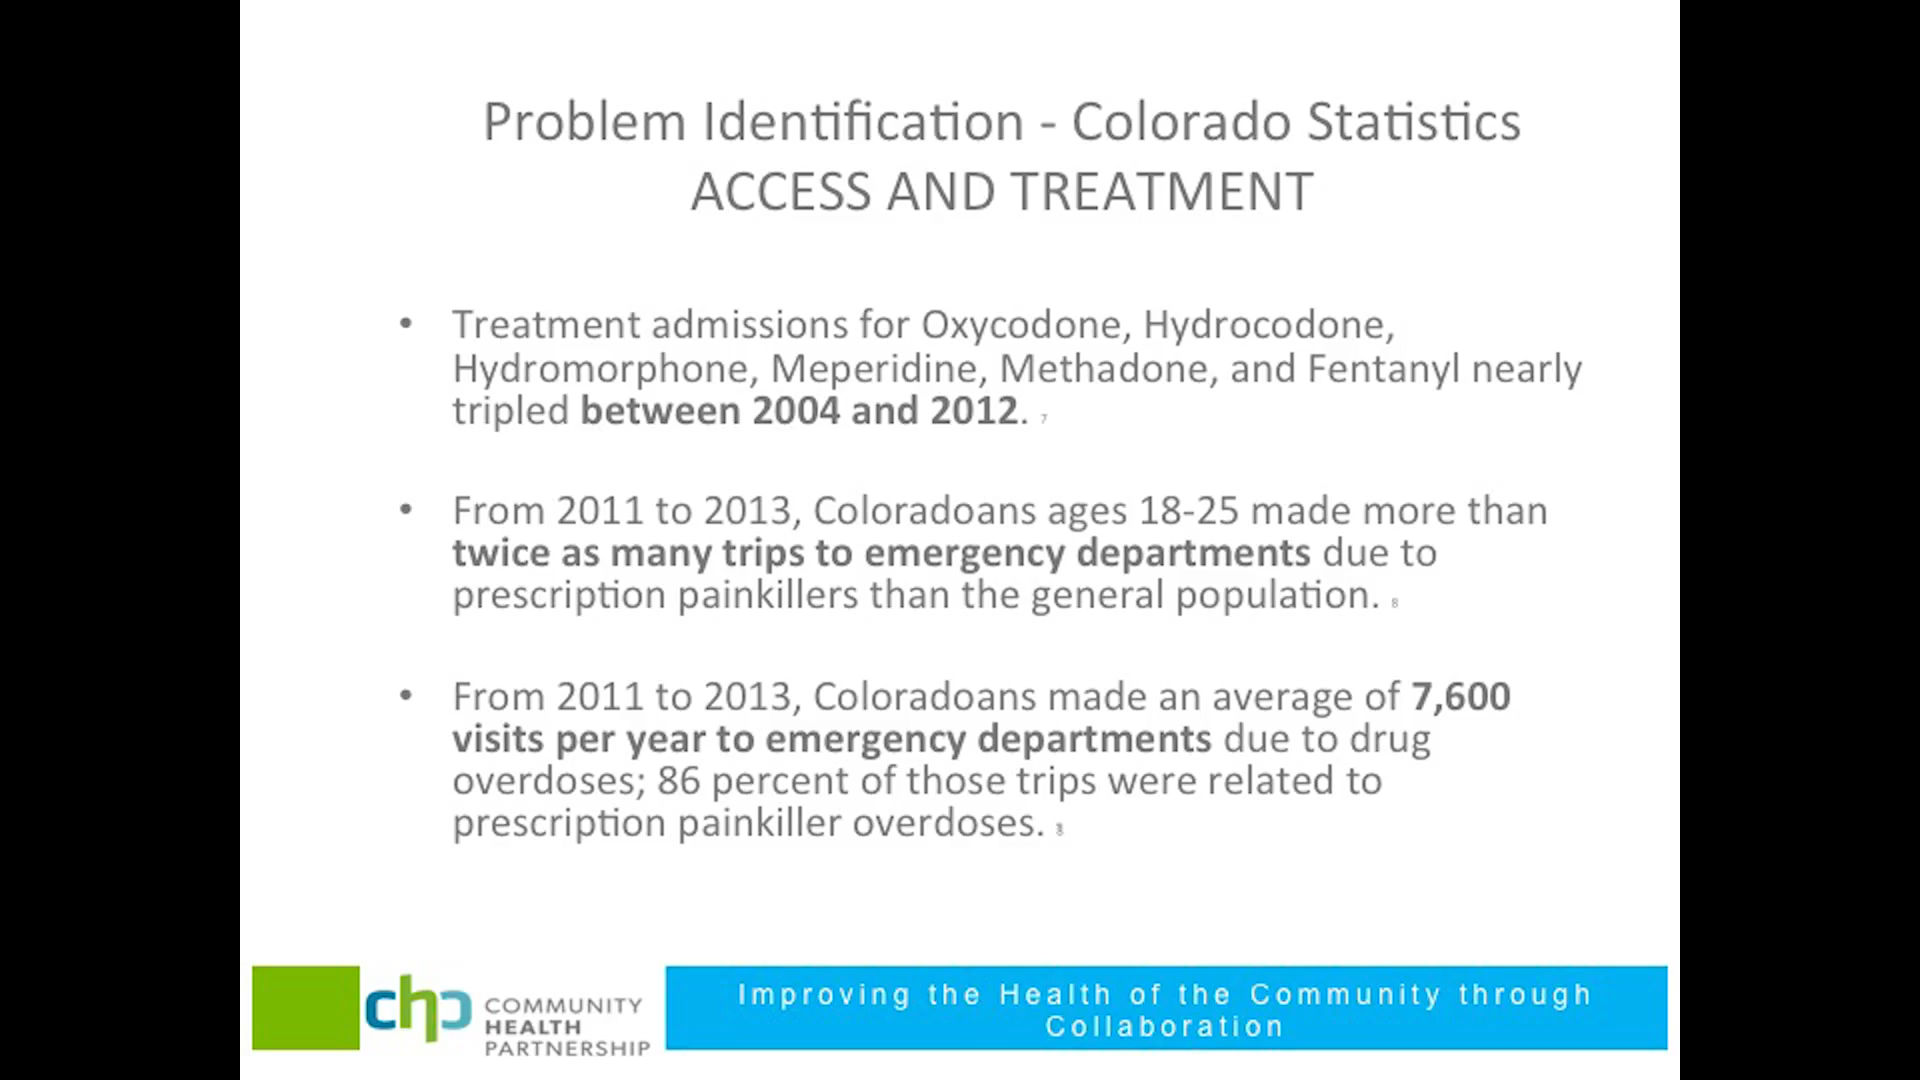 Problem Identification - Colorado Statistics
ACCESS AND TREATMENT
• Treatment admissions for Oxycodone, Hydrocodone,
Hydromorphone, Meperidine, Methadone, and Fentanyl nearly
tripled between 2004 and 2012. 7
• From 2011 to 2013, Coloradoans ages 18-25 made more than
twice as many trips to emergency departments due to
prescription painkillers than the general population. 8
• From 2011 to 2013, Coloradoans made an average of 7,600
visits per year to emergency departments due to drug
overdoses; 86 percent of those trips were related to
prescription painkiller overdoses.
chp
COMMUNITY
HEALTH
PARTNERSHIP
Improving the Health of the Community through
Collaboration